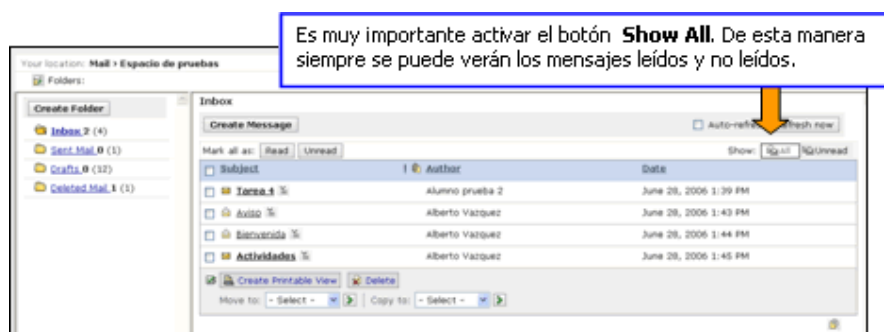 Es muy importante activar el botón Show All. De esta manera
siempre se puede verán los mensajes leídos y no leídos.
Your location: Mail › Espacio de pruebas
Folders:
Create Folder
Inbox 2 (4)
Sent Mail 0 (1)
Drafts 0 (12)
Deleted Mail 1 (1)
Inbox
Create Message
Auto-refresh now
Mark all as: Read Unread
Show: All Unread
Subject ! Author Date
Tarea 1 Alumno prueba 2 June 28, 2006 1:39 PM
Aviso Alberto Vazquez June 28, 2006 1:43 PM
Bienvenida Alberto Vazquez June 28, 2006 1:44 PM
Actividades Alberto Vazquez June 28, 2006 1:45 PM
Create Printable View Delete
Move to: - Select - Copy to: - Select -